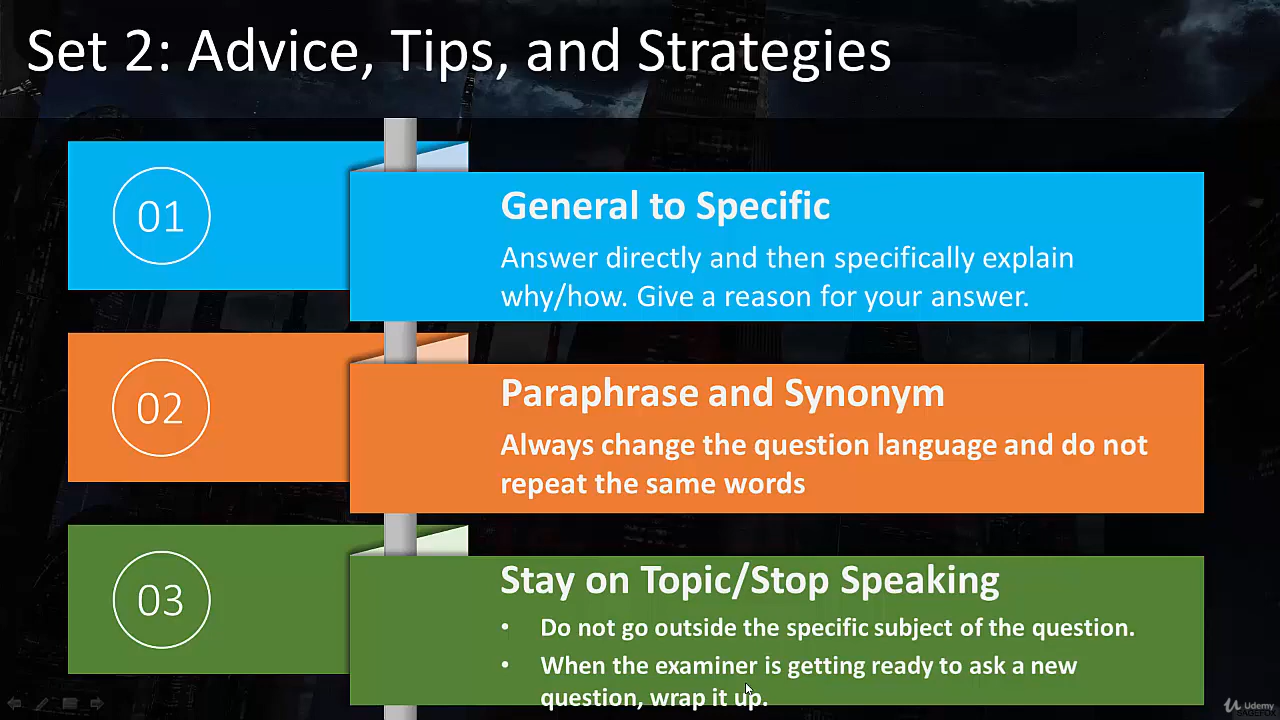 Set 2: Advice, Tips, and Strategies
01
General to Specific
Answer directly and then specifically explain
why/how. Give a reason for your answer.
02
Paraphrase and Synonym
Always change the question language and do not
repeat the same words
03
Stay on Topic/Stop Speaking
• Do not go outside the specific subject of the question.
• When the examiner is getting ready to ask a new
question, wrap it up.
Udemy